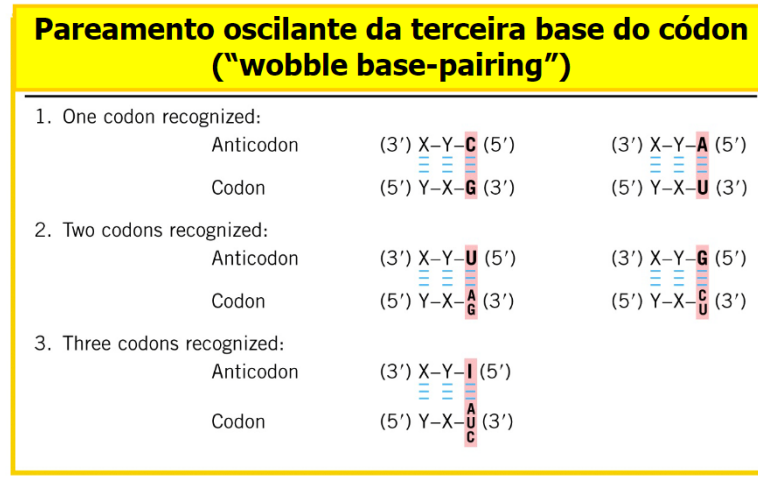 Pareamento oscilante da terceira base do códon
(“wobble base-pairing”)
1. One codon recognized:
Anticodon (3′) X–Y–C (5′) (3′) X–Y–A (5′)
Codon (5′) Y–X–G (3′) (5′) Y–X–U (3′)
2. Two codons recognized:
Anticodon (3′) X–Y–U (5′) (3′) X–Y–G (5′)
Codon (5′) Y–X–A G (3′) (5′) Y–X–C U (3′)
3. Three codons recognized:
Anticodon (3′) X–Y–I (5′)
Codon (5′) Y–X–A U C (3′)